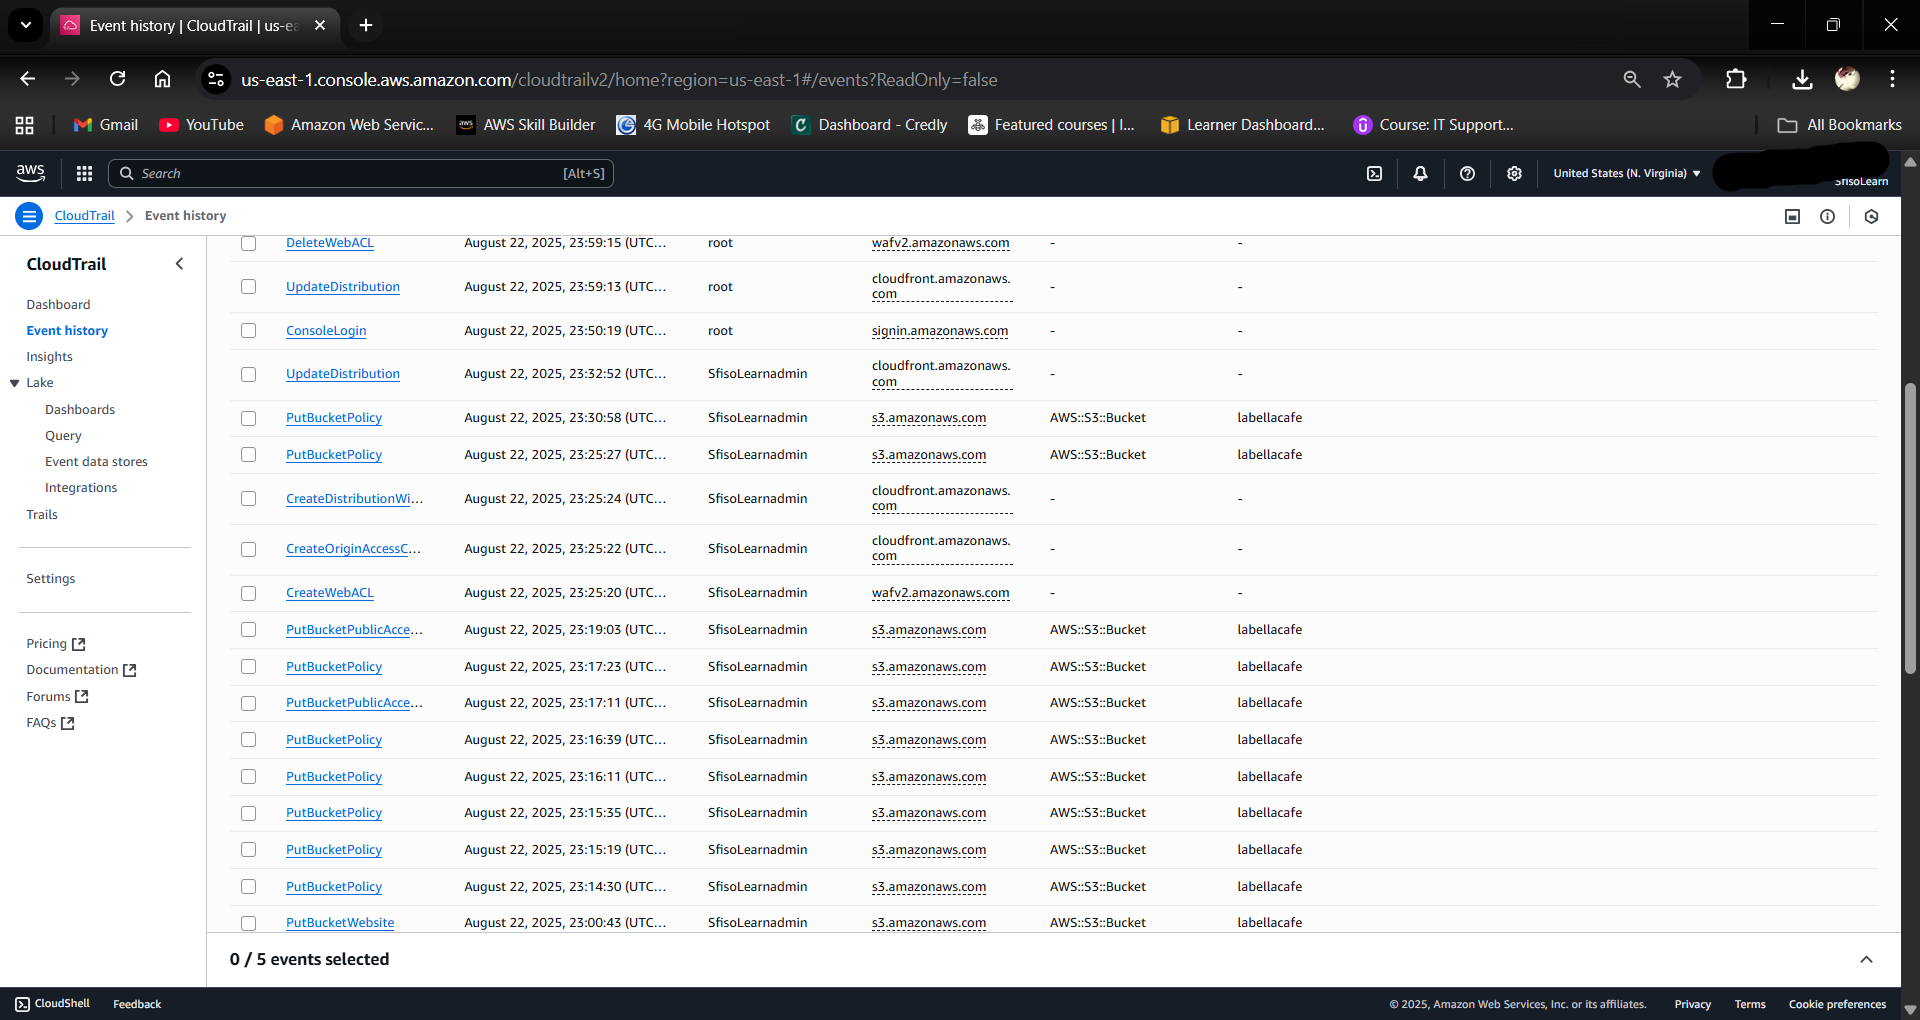 Event history | CloudTrail | us-ea
us-east-1.console.aws.amazon.com/cloudtrailv2/home?region=us-east-1#/events?ReadOnly=false
Gmail YouTube Amazon Web Servic... AWS Skill Builder 4G Mobile Hotspot Dashboard - Credly Featured courses | I... Learner Dashboard... Course: IT Support... All Bookmarks
aws Search [Alt+S] United States (N. Virginia) SfisoLearn
CloudTrail Event history
CloudTrail
Dashboard
Event history
Insights
Lake
Dashboards
Query
Event data stores
Integrations
Trails
Settings
Pricing
Documentation
Forums
FAQs
DeleteWebACL August 22, 2025, 23:59:15 (UTC... root wafv2.amazonaws.com - -
UpdateDistribution August 22, 2025, 23:59:13 (UTC... root cloudfront.amazonaws.
com - -
ConsoleLogin August 22, 2025, 23:50:19 (UTC... root signin.amazonaws.com - -
UpdateDistribution August 22, 2025, 23:32:52 (UTC... SfisoLearnadmin cloudfront.amazonaws.
com - -
PutBucketPolicy August 22, 2025, 23:30:58 (UTC... SfisoLearnadmin s3.amazonaws.com AWS::S3::Bucket labellacafe
PutBucketPolicy August 22, 2025, 23:25:27 (UTC... SfisoLearnadmin s3.amazonaws.com AWS::S3::Bucket labellacafe
CreateDistributionWi... August 22, 2025, 23:25:24 (UTC... SfisoLearnadmin cloudfront.amazonaws.
com - -
CreateOriginAccessC... August 22, 2025, 23:25:22 (UTC... SfisoLearnadmin cloudfront.amazonaws.
com - -
CreateWebACL August 22, 2025, 23:25:20 (UTC... SfisoLearnadmin wafv2.amazonaws.com - -
PutBucketPublicAcce... August 22, 2025, 23:19:03 (UTC... SfisoLearnadmin s3.amazonaws.com AWS::S3::Bucket labellacafe
PutBucketPolicy August 22, 2025, 23:17:23 (UTC... SfisoLearnadmin s3.amazonaws.com AWS::S3::Bucket labellacafe
PutBucketPublicAcce... August 22, 2025, 23:17:11 (UTC... SfisoLearnadmin s3.amazonaws.com AWS::S3::Bucket labellacafe
PutBucketPolicy August 22, 2025, 23:16:39 (UTC... SfisoLearnadmin s3.amazonaws.com AWS::S3::Bucket labellacafe
PutBucketPolicy August 22, 2025, 23:16:11 (UTC... SfisoLearnadmin s3.amazonaws.com AWS::S3::Bucket labellacafe
PutBucketPolicy August 22, 2025, 23:15:35 (UTC... SfisoLearnadmin s3.amazonaws.com AWS::S3::Bucket labellacafe
PutBucketPolicy August 22, 2025, 23:15:19 (UTC... SfisoLearnadmin s3.amazonaws.com AWS::S3::Bucket labellacafe
PutBucketPolicy August 22, 2025, 23:14:30 (UTC... SfisoLearnadmin s3.amazonaws.com AWS::S3::Bucket labellacafe
PutBucketWebsite August 22, 2025, 23:00:43 (UTC... SfisoLearnadmin s3.amazonaws.com AWS::S3::Bucket labellacafe
0 / 5 events selected
CloudShell Feedback © 2025, Amazon Web Services, Inc. or its affiliates. Privacy Terms Cookie preferences